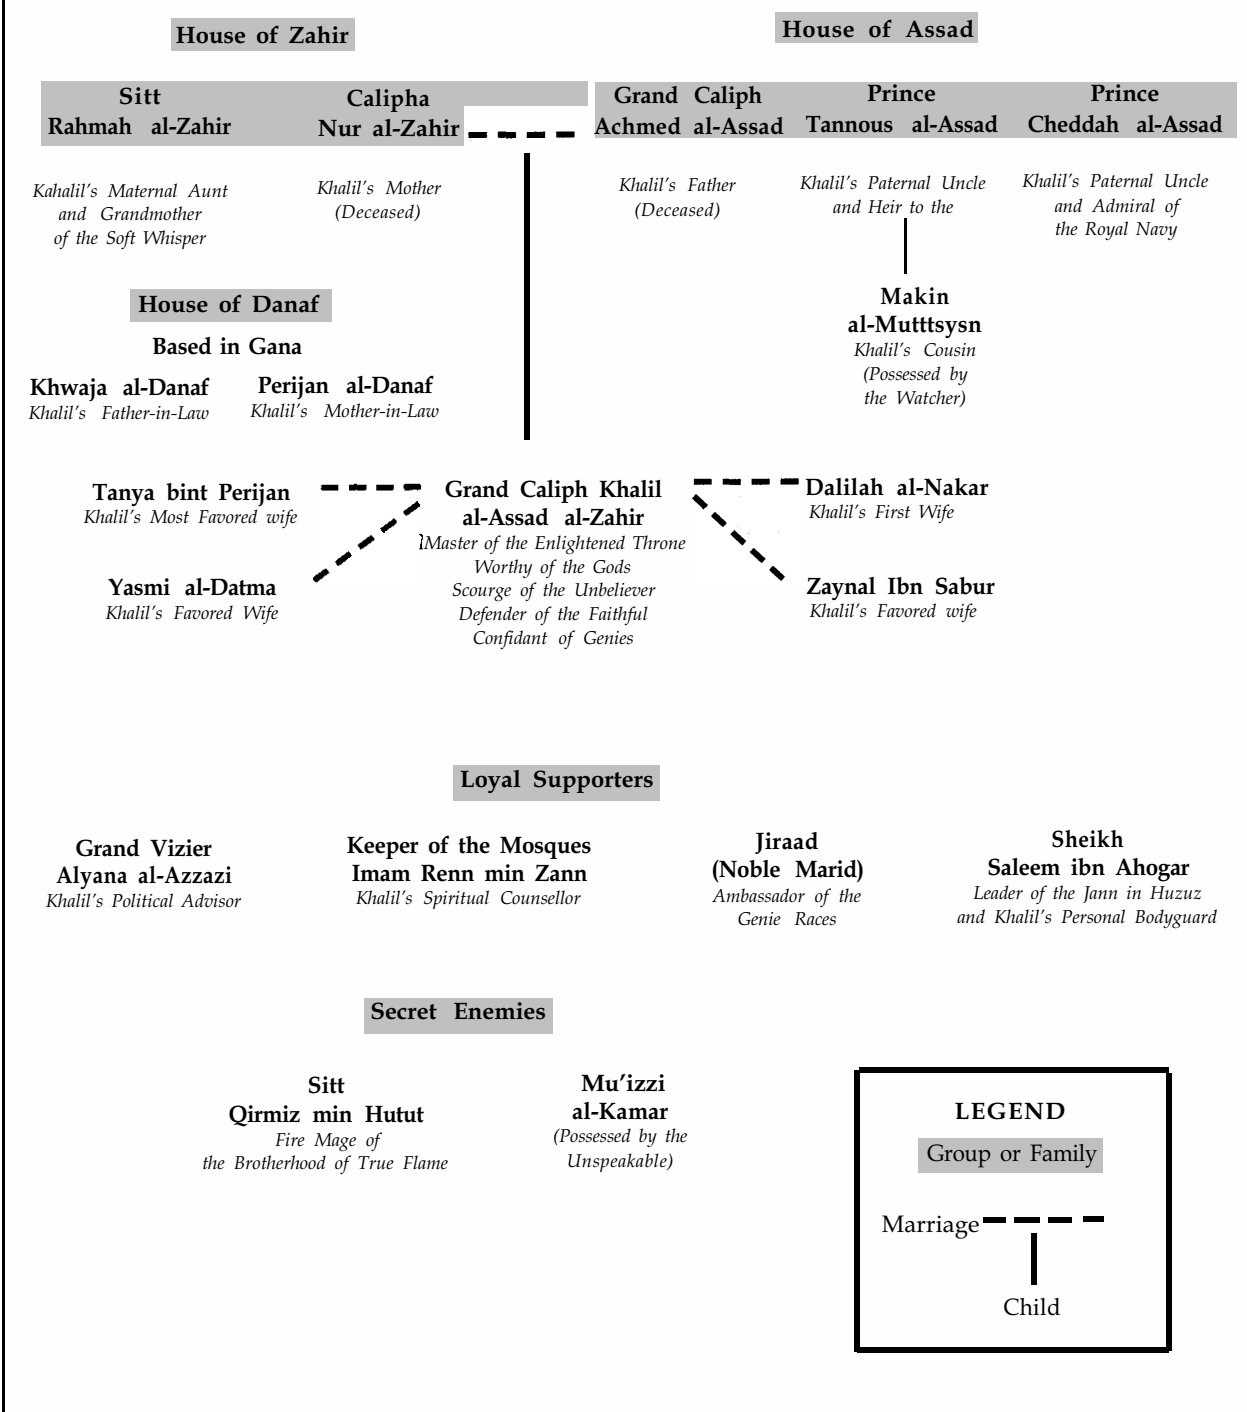 House of Zahir
House of Assad
Sitt
Rahmah al-Zahir
Kahalil's Maternal Aunt
and Grandmother
of the Soft Whisper
Calipha
Nur al-Zahir
Khalil's Mother
(Deceased)
Grand Caliph
Achmed al-Assad
Khalil's Father
(Deceased)
Prince
Tannous al-Assad
Khalil's Paternal Uncle
and Heir to the
Prince
Cheddah al-Assad
Khalil's Paternal Uncle
and Admiral of
the Royal Navy
Makin
al-Mutttsysn
Khalil's Cousin
(Possessed by
the Watcher)
House of Danaf
Based in Gana
Khwaja al-Danaf
Khalil's Father-in-Law
Perijan al-Danaf
Khalil's Mother-in-Law
Tanya bint Perijan
Khalil's Most Favored wife
Yasmi al-Datma
Khalil's Favored Wife
Grand Caliph Khalil
al-Assad al-Zahir
Master of the Enlightened Throne
Worthy of the Gods
Scourge of the Unbeliever
Defender of the Faithful
Confidant of Genies
Dalilah al-Nakar
Khalil's First Wife
Zaynal Ibn Sabur
Khalil's Favored wife
Loyal Supporters
Grand Vizier
Alyana al-Azzazi
Khalil's Political Advisor
Keeper of the Mosques
Imam Renn min Zann
Khalil's Spiritual Counsellor
Jiraad
(Noble Marid)
Ambassador of the
Genie Races
Sheikh
Saleem ibn Ahogar
Leader of the Jann in Huzuz
and Khalil's Personal Bodyguard
Secret Enemies
Sitt
Qirmiz min Hutut
Fire Mage of
the Brotherhood of True Flame
Mu'izzi
al-Kamar
(Possessed by the
Unspeakable)
LEGEND
Group or Family
Marriage
Child